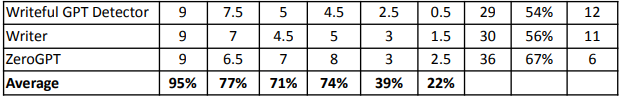 Writeful GPT Detector 9 7.5 5 4.5 2.5 0.5 29 54% 12
Writer 9 7 4.5 5 3 1.5 30 56% 11
ZeroGPT 9 6.5 7 8 3 2.5 36 67% 6
Average 95% 77% 71% 74% 39% 22%